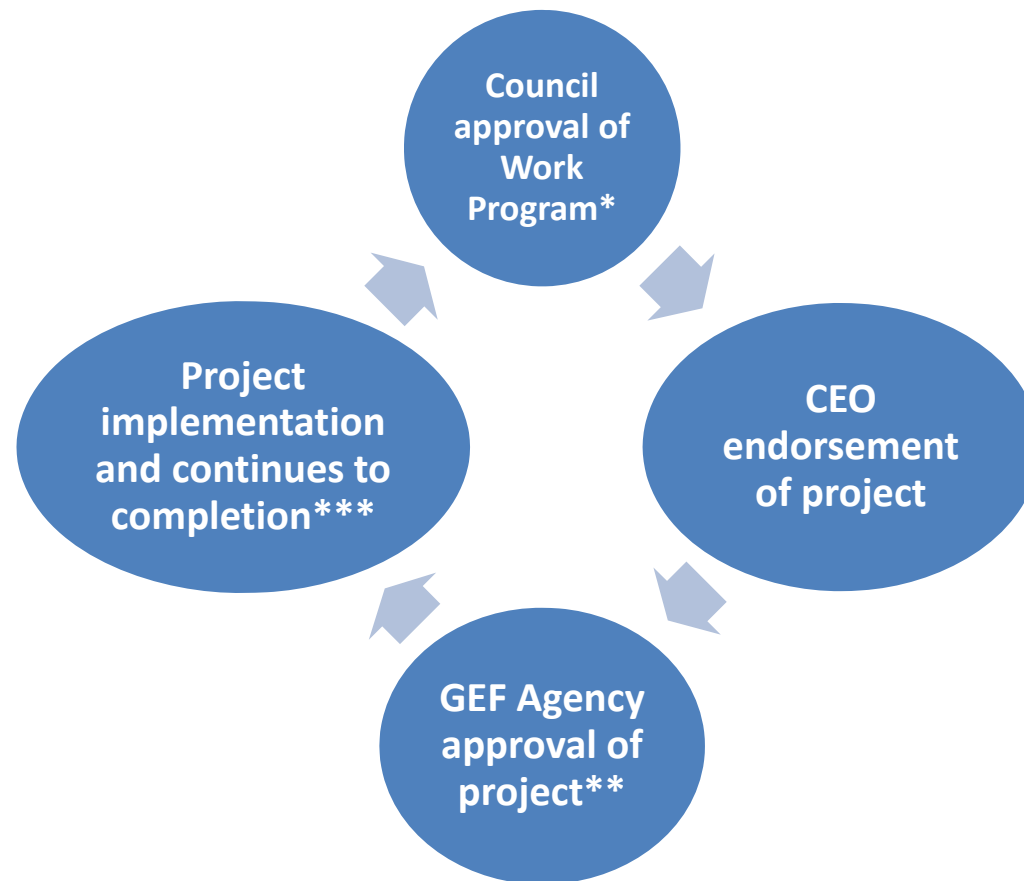 Council
approval of
Work
Program*
CEO
endorsement
of project
GEF Agency
approval of
project**
Project
implementation
and continues to
completion***